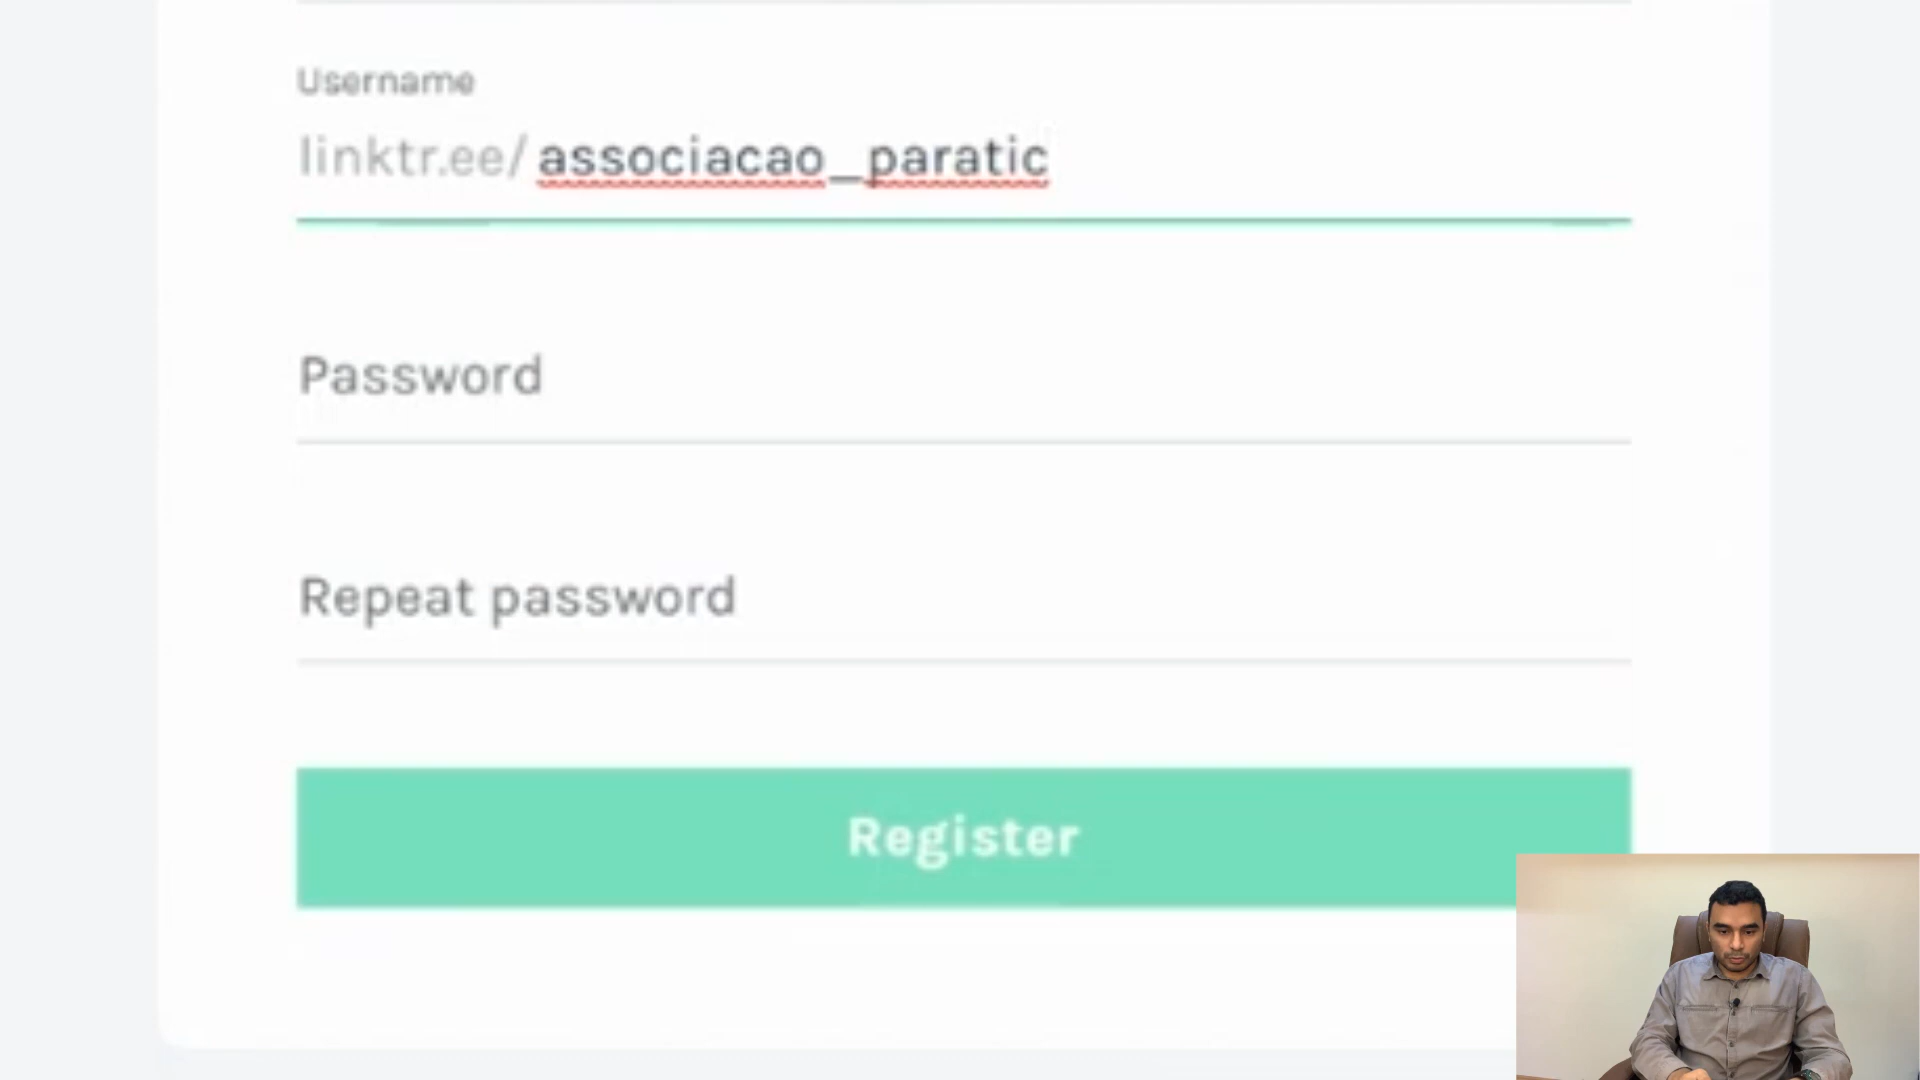 Username
linktr.ee/associacao_paratic
Password
Repeat password
Register